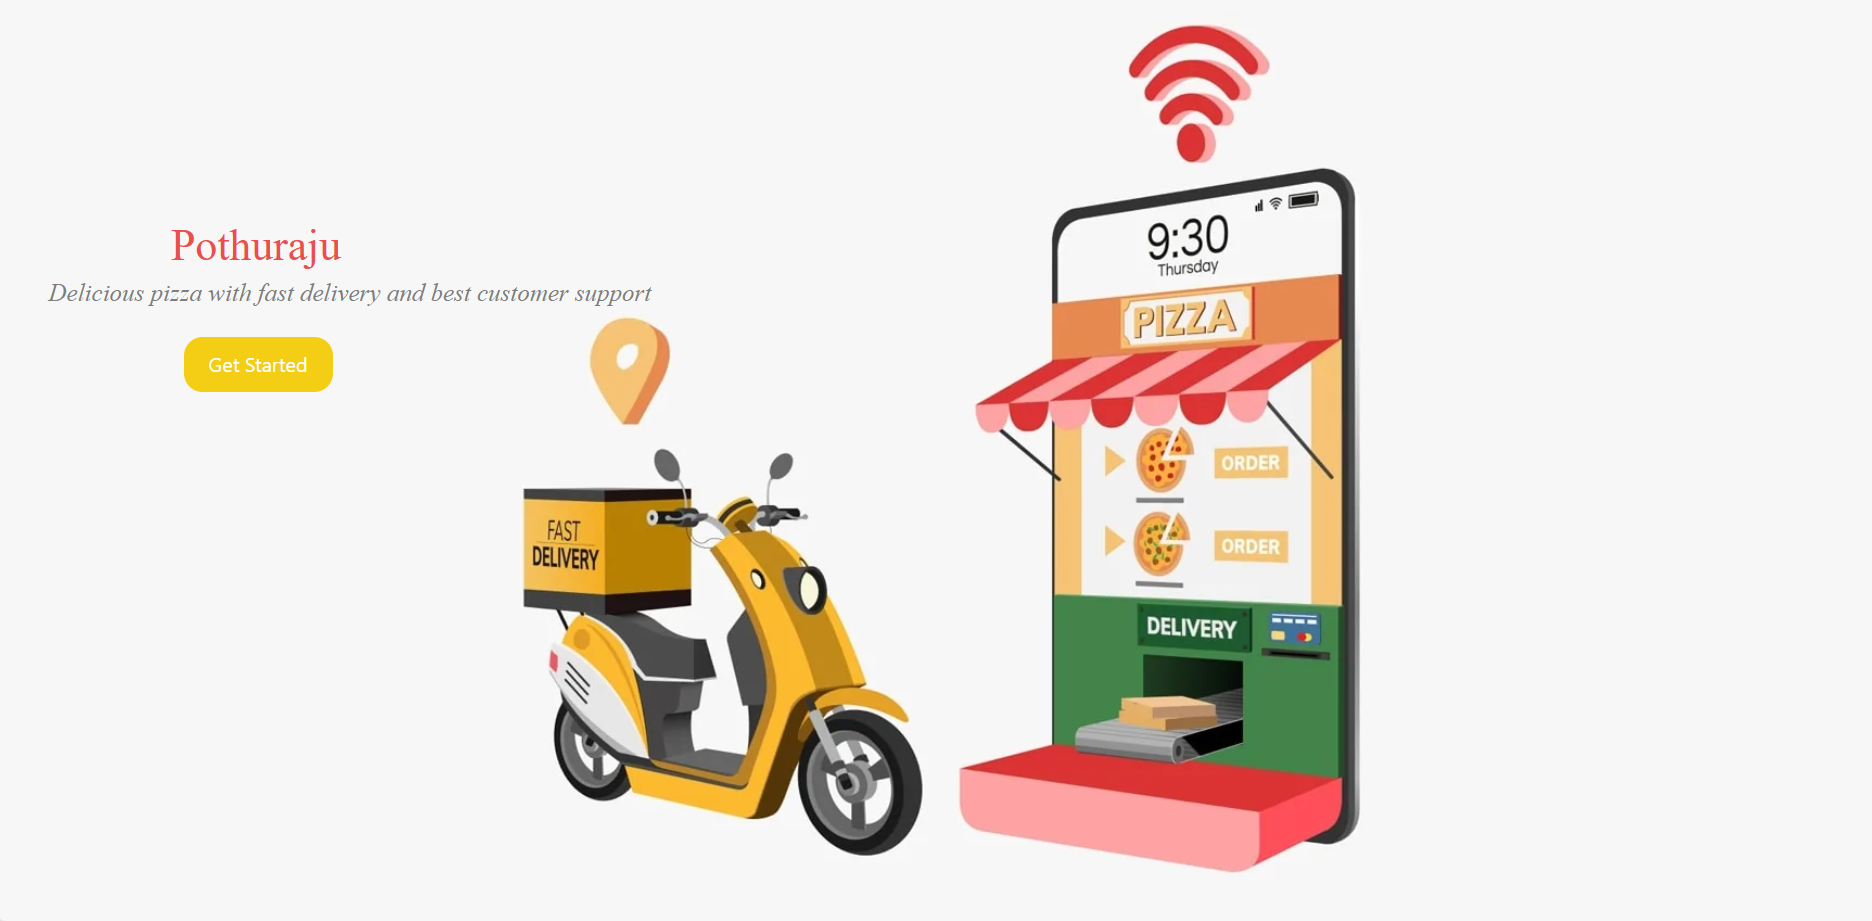 Pothuraju
Delicious pizza with fast delivery and best customer support
Get Started
FAST
DELIVERY
9:30
Thursday
PIZZA
ORDER
ORDER
DELIVERY